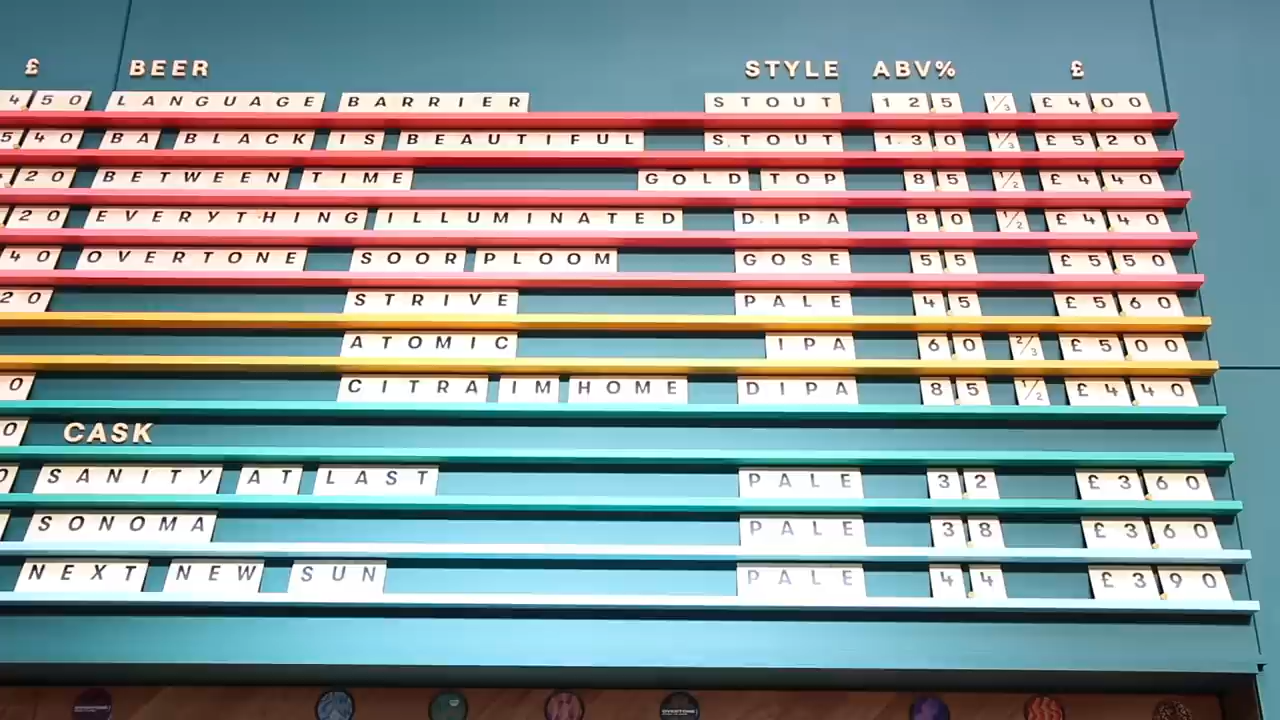 £ BEER STYLE ABV% £
4.50 LANGUAGE BARRIER STOUT 12.5 1/3 £4.00
5.40 BA BLACK IS BEAUTIFUL STOUT 13.0 1/3 £5.20
.20 BETWEEN TIME GOLD TOP 8.5 1/2 £4.40
.20 EVERYTHING ILLUMINATED DIPA 8.0 1/2 £4.40
40 OVERTONE SOOR PLOOM GOSE 5.5 £5.50
20 STRIVE PALE 4.5 £5.60
ATOMIC IPA 6.0 2/3 £5.00
0 CITRA IM HOME DIPA 8.5 1/2 £4.40
0 CASK
0 SANITY AT LAST PALE 3.2 £3.60
SONOMA PALE 3.8 £3.60
NEXT NEW SUN PALE 4.4 £3.90
OVERTONE